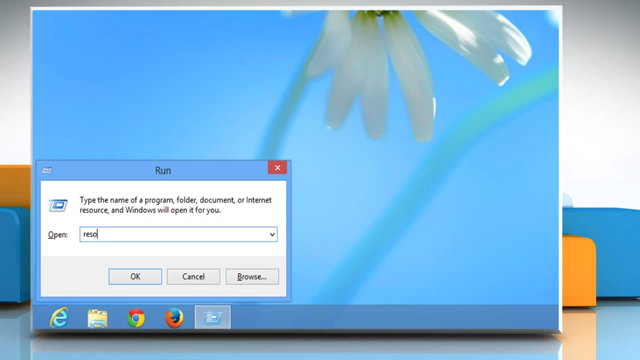 Run
Type the name of a program, folder, document, or Internet
resource, and Windows will open it for you.
Open:
reso
OK
Cancel
Browse...